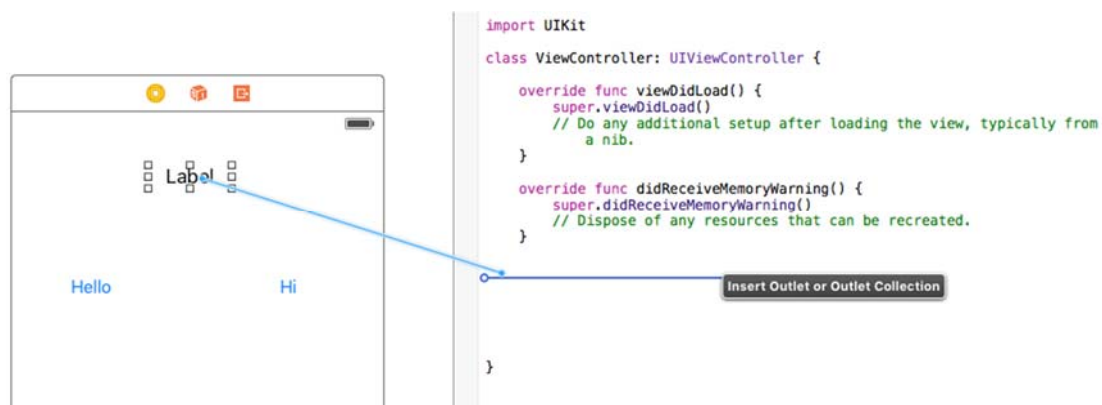 Label
Hello
Hi
import UIKit
class ViewController: UIViewController {
override func viewDidLoad() {
super.viewDidLoad()
// Do any additional setup after loading the view, typically from
a nib.
}
override func didReceiveMemoryWarning() {
super.didReceiveMemoryWarning()
// Dispose of any resources that can be recreated.
}
Insert Outlet or Outlet Collection
}